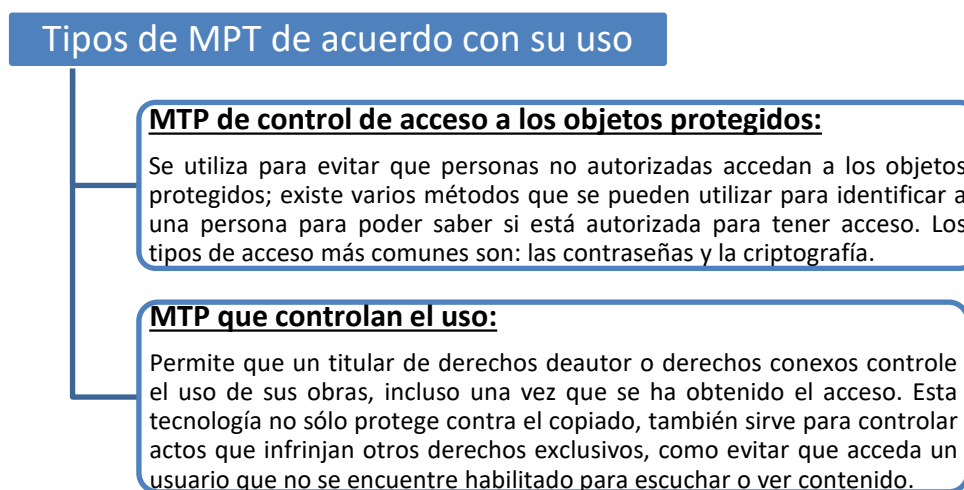 Tipos de MPT de acuerdo con su uso
MTP de control de acceso a los objetos protegidos:
Se utiliza para evitar que personas no autorizadas accedan a los objetos
protegidos; existe varios métodos que se pueden utilizar para identificar a
una persona para poder saber si está autorizada para tener acceso. Los
tipos de acceso más comunes son: las contraseñas y la criptografía.
MTP que controlan el uso:
Permite que un titular de derechos deautor o derechos conexos controle
el uso de sus obras, incluso una vez que se ha obtenido el acceso. Esta
tecnología no sólo protege contra el copiado, también sirve para controlar
actos que infrinjan otros derechos exclusivos, como evitar que acceda un
usuario que no se encuentre habilitado para escuchar o ver contenido.